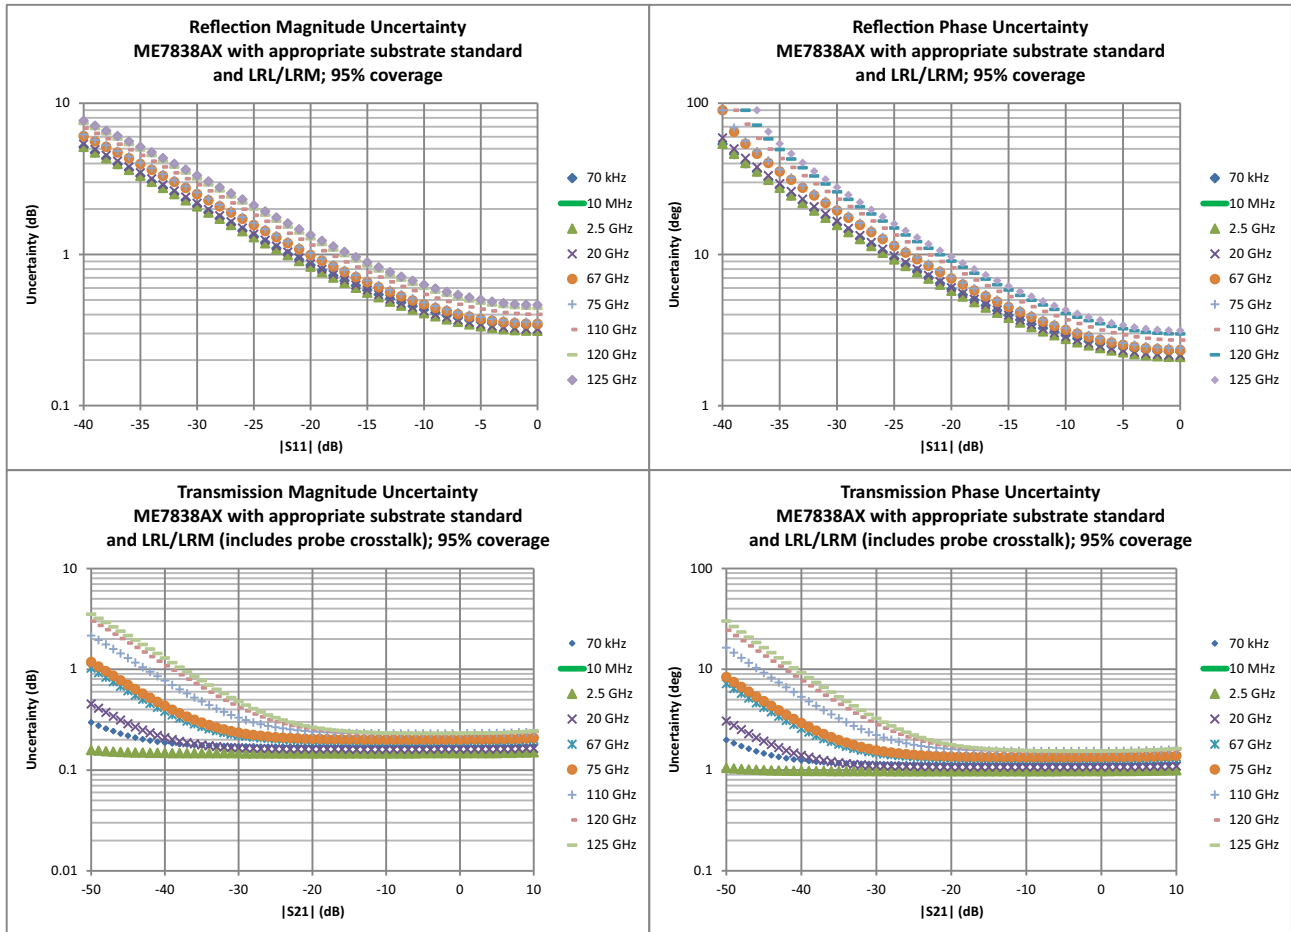 Reflection Magnitude Uncertainty
ME7838AX with appropriate substrate standard
and LRL/LRM; 95% coverage
Uncertainty (dB)
10
1
0.1
-40 -35 -30 -25 -20 -15 -10 -5 0
|S11| (dB)
70 kHz
10 MHz
2.5 GHz
20 GHz
67 GHz
75 GHz
110 GHz
120 GHz
125 GHz
Reflection Phase Uncertainty
ME7838AX with appropriate substrate standard
and LRL/LRM; 95% coverage
Uncertainty (deg)
100
10
1
-40 -35 -30 -25 -20 -15 -10 -5 0
|S11| (dB)
70 kHz
10 MHz
2.5 GHz
20 GHz
67 GHz
75 GHz
110 GHz
120 GHz
125 GHz
Transmission Magnitude Uncertainty
ME7838AX with appropriate substrate standard
and LRL/LRM (includes probe crosstalk); 95% coverage
Uncertainty (dB)
10
1
0.1
0.01
-50 -40 -30 -20 -10 0 10
|S21| (dB)
70 kHz
10 MHz
2.5 GHz
20 GHz
67 GHz
75 GHz
110 GHz
120 GHz
125 GHz
Transmission Phase Uncertainty
ME7838AX with appropriate substrate standard
and LRL/LRM (includes probe crosstalk); 95% coverage
Uncertainty (deg)
100
10
1
0.1
-50 -40 -30 -20 -10 0 10
|S21| (dB)
70 kHz
10 MHz
2.5 GHz
20 GHz
67 GHz
75 GHz
110 GHz
120 GHz
125 GHz